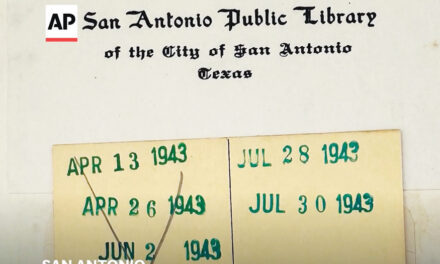 AP
San Antonio Public Library
of the City of San Antonio
Texas
APR 13 1943
APR 26 1943
JUN 2 1943
JUL 28 1943
JUL 30 1943
SAN ANTONIO